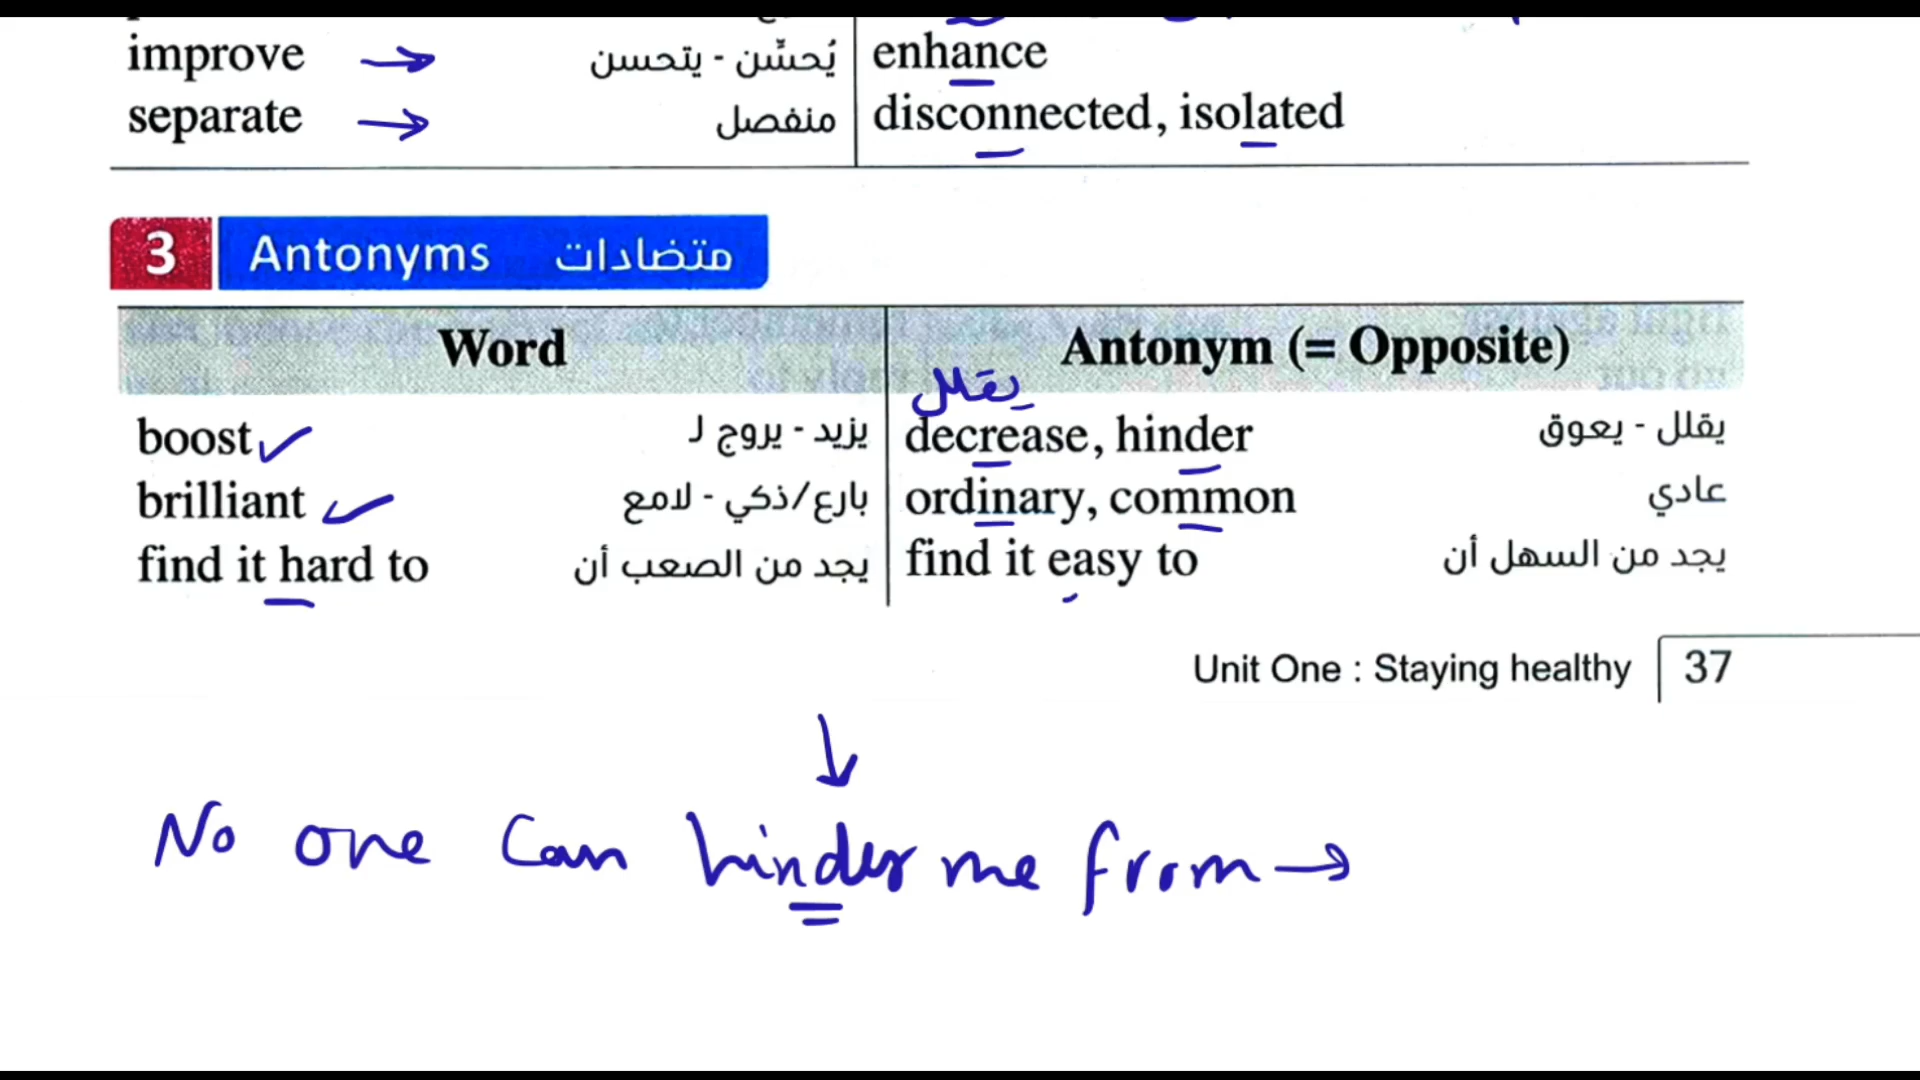 improve → يُحسِّن - يتحسن enhance
separate → منفصل disconnected, isolated
3 Antonyms متضادات
Word Antonym (= Opposite)
يقلل
boost يزيد - يروج لـ decrease, hinder يقلل - يعوق
brilliant بارع/ذكي - لامع ordinary, common عادي
find it hard to يجد من الصعب أن find it easy to يجد من السهل أن
Unit One : Staying healthy 37
No one can hinder me from →